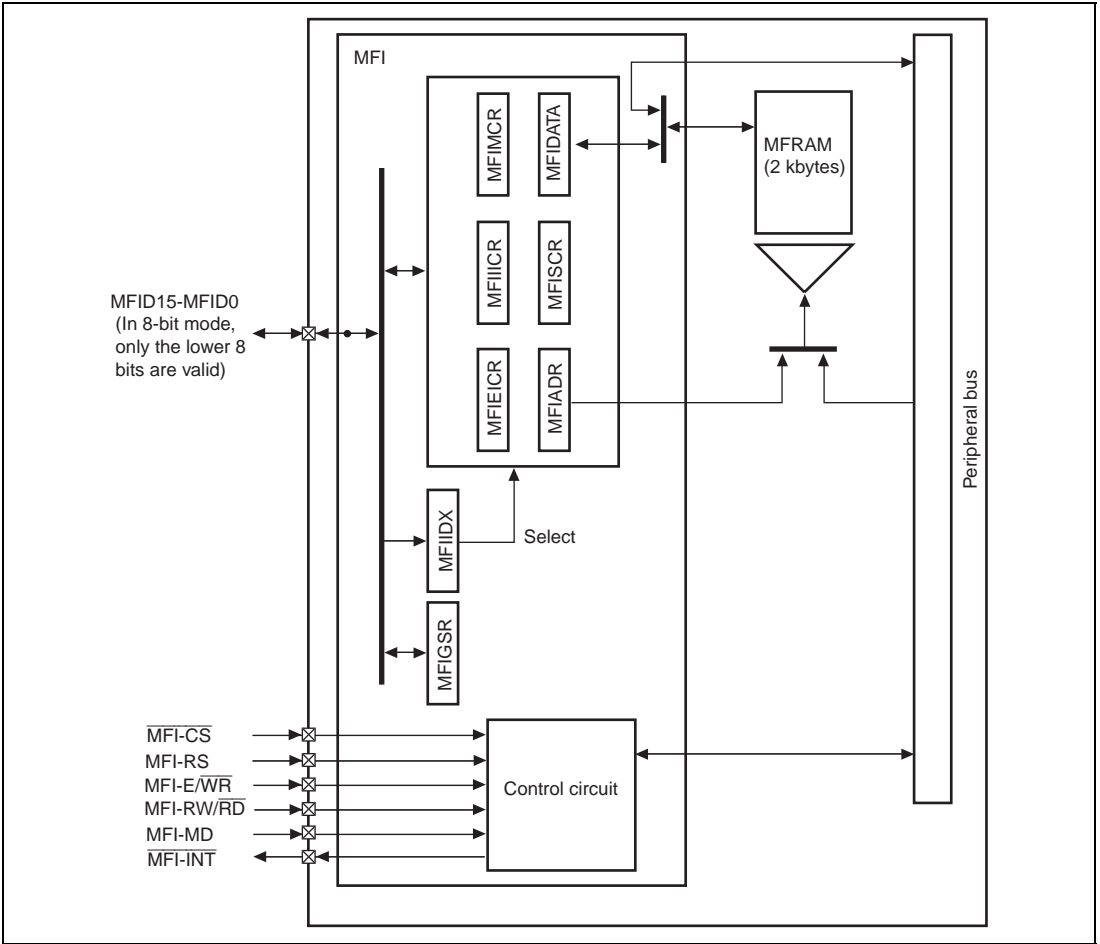 MFI
MFIMCR
MFIDATA
MFRAM
(2 kbytes)
MFIIICR
MFISCR
MFID15-MFID0
(In 8-bit mode,
only the lower 8
bits are valid)
MFIEICR
MFIADR
Peripheral bus
MFIIDX
Select
MFIGSR
MFI-CS
MFI-RS
MFI-E/WR
MFI-RW/RD
MFI-MD
MFI-INT
Control circuit